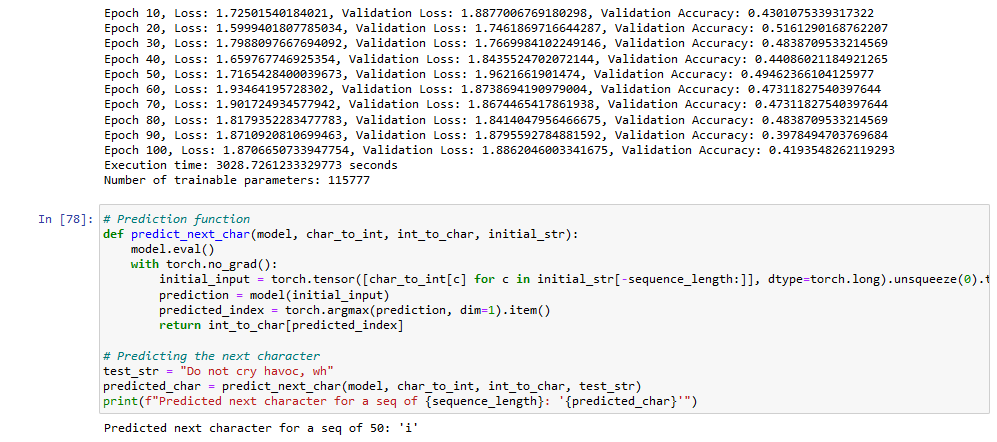 Epoch 10, Loss: 1.72501540184021, Validation Loss: 1.8877006769180298, Validation Accuracy: 0.4301075339317322
Epoch 20, Loss: 1.5999401807785034, Validation Loss: 1.7461869716644287, Validation Accuracy: 0.5161290168762207
Epoch 30, Loss: 1.7988097667694092, Validation Loss: 1.7669984102249146, Validation Accuracy: 0.4838709533214569
Epoch 40, Loss: 1.659767746925354, Validation Loss: 1.8435524702072144, Validation Accuracy: 0.44086021184921265
Epoch 50, Loss: 1.7165428400039673, Validation Loss: 1.9621661901474, Validation Accuracy: 0.49462366104125977
Epoch 60, Loss: 1.93464195728302, Validation Loss: 1.8738694190979004, Validation Accuracy: 0.47311827540397644
Epoch 70, Loss: 1.901724934577942, Validation Loss: 1.8674465417861938, Validation Accuracy: 0.47311827540397644
Epoch 80, Loss: 1.8179352283477783, Validation Loss: 1.8414047956466675, Validation Accuracy: 0.4838709533214569
Epoch 90, Loss: 1.8710920810699463, Validation Loss: 1.8795592784881592, Validation Accuracy: 0.3978494703769684
Epoch 100, Loss: 1.8706650733947754, Validation Loss: 1.8862046003341675, Validation Accuracy: 0.4193548262119293
Execution time: 3028.7261233329773 seconds
Number of trainable parameters: 115777
In [78]: # Prediction function
def predict_next_char(model, char_to_int, int_to_char, initial_str):
    model.eval()
    with torch.no_grad():
        initial_input = torch.tensor([char_to_int[c] for c in initial_str[-sequence_length:]], dtype=torch.long).unsqueeze(0).t
        prediction = model(initial_input)
        predicted_index = torch.argmax(prediction, dim=1).item()
        return int_to_char[predicted_index]
# Predicting the next character
test_str = "Do not cry havoc, wh"
predicted_char = predict_next_char(model, char_to_int, int_to_char, test_str)
print(f"Predicted next character for a seq of {sequence_length}: '{predicted_char}'")
Predicted next character for a seq of 50: 'i'